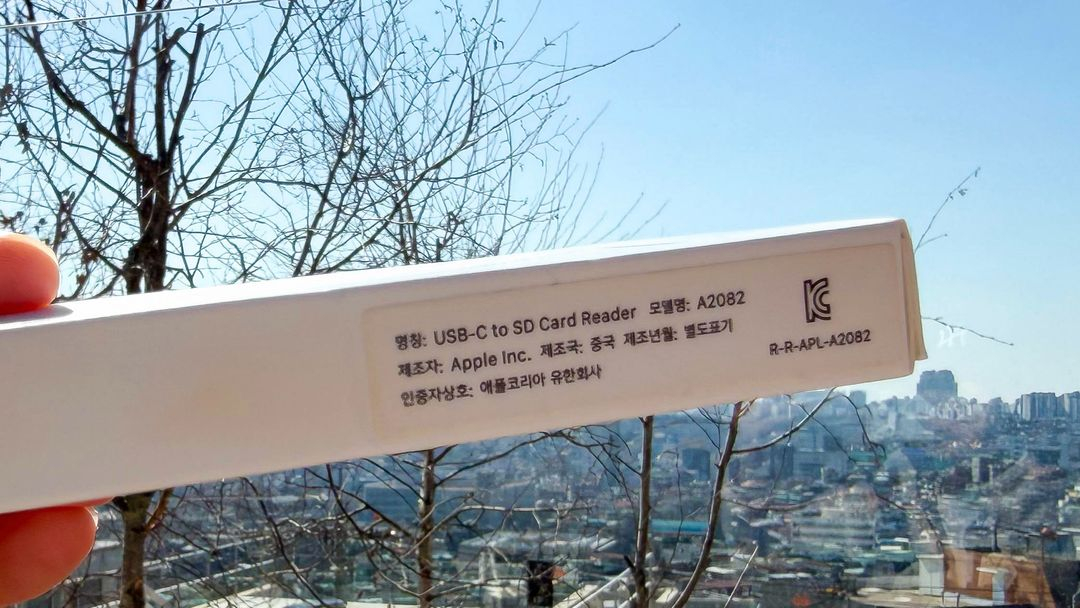 명칭: USB-C to SD Card Reader 모델명: A2082
제조자: Apple Inc. 제조국: 중국 제조년월: 별도표기
인증자상호: 애플코리아 유한회사
R-R-APL-A2082